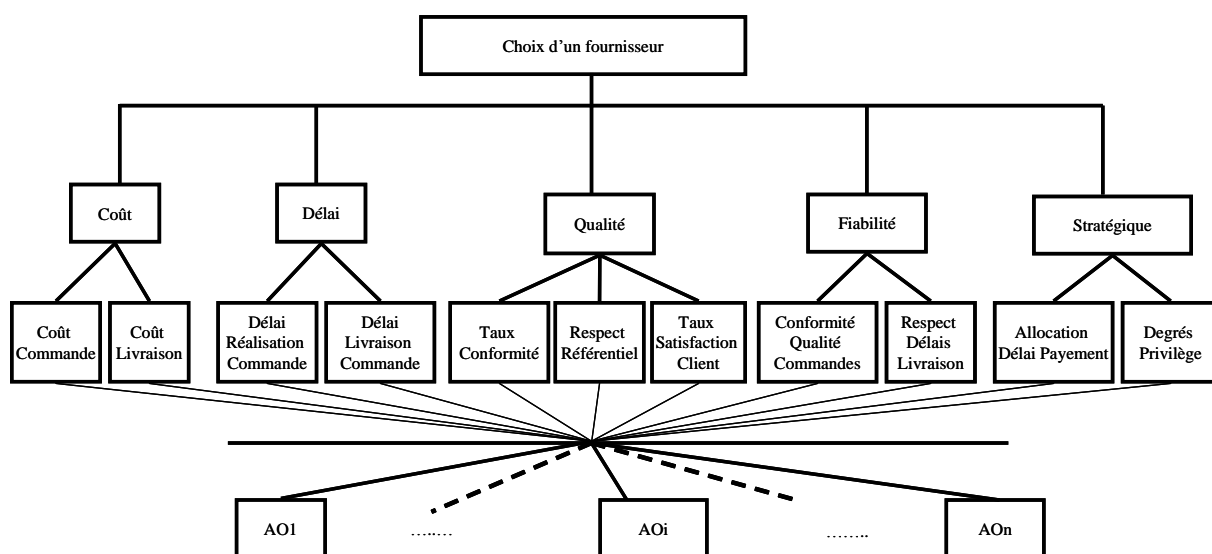 Choix d'un fournisseur
Coût
Délai
Qualité
Fiabilité
Stratégique
Coût
Commande
Coût
Livraison
Délai
Réalisation
Commande
Délai
Livraison
Commande
Taux
Conformité
Respect
Référentiel
Taux
Satisfaction
Client
Conformité
Qualité
Commandes
Respect
Délais
Livraison
Allocation
Délai Payement
Degrés
Privilège
AO1
…..…
AOi
……..
AOn